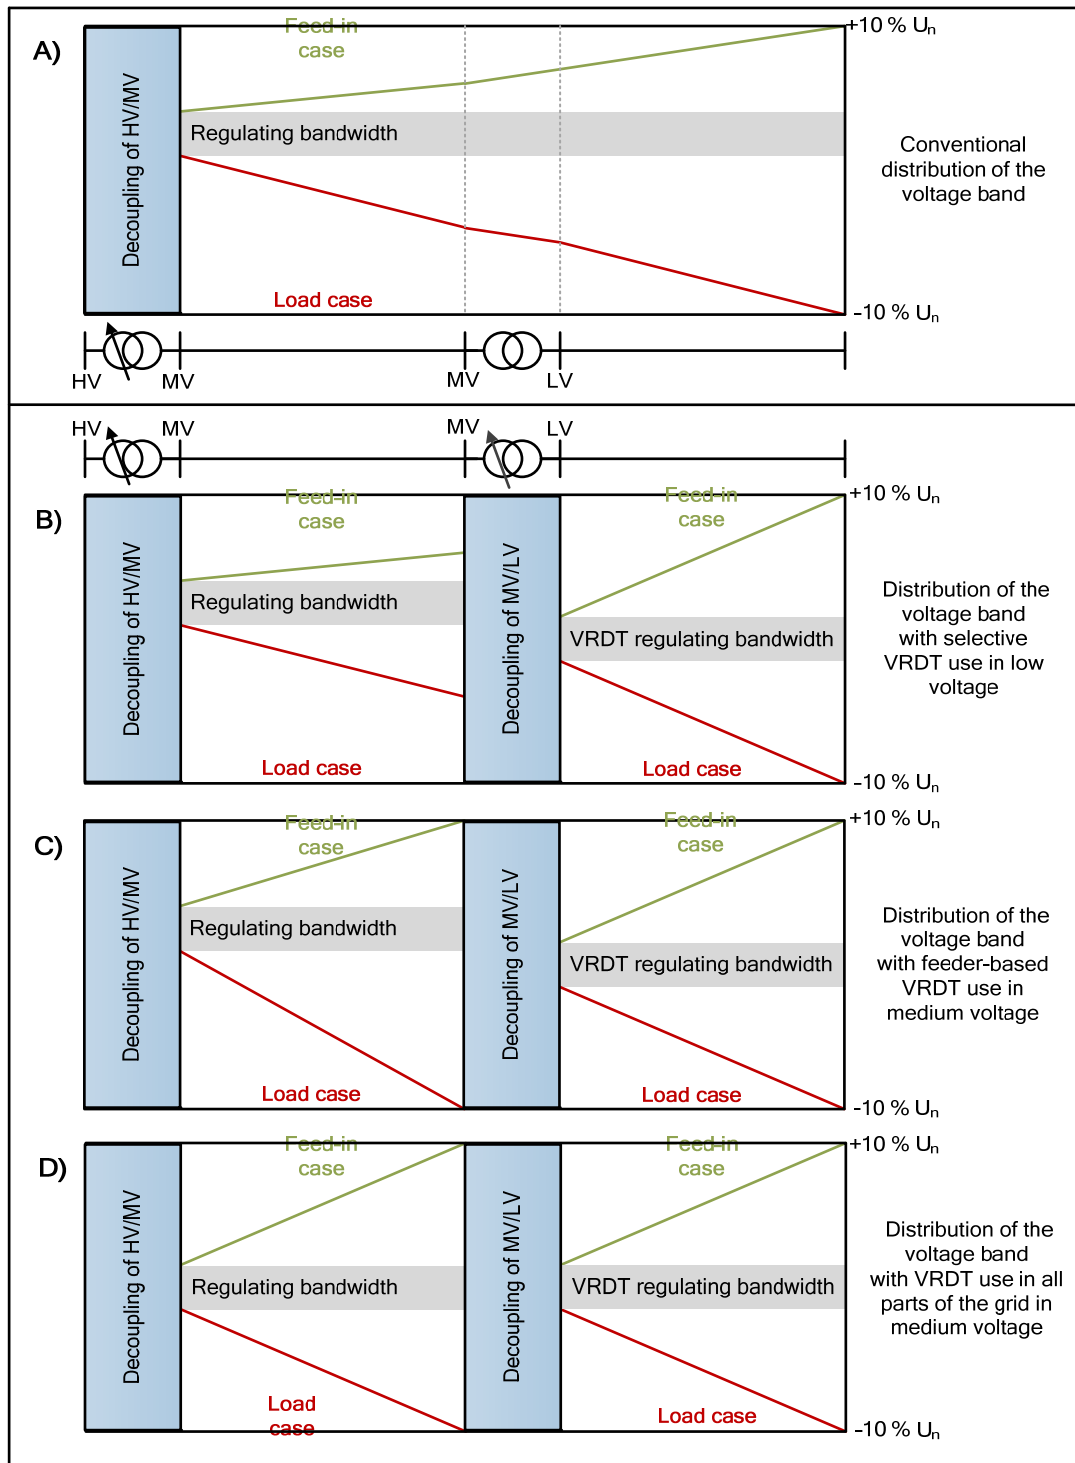 A)
Feed-in
case
+10 % Un
Decoupling of HV/MV
Regulating bandwidth
Conventional
distribution of the
voltage band
Load case
-10 % Un
HV
MV
MV
LV
HV
MV
MV
LV
B)
Feed-in
case
Feed-in
case
+10 % Un
Decoupling of HV/MV
Regulating bandwidth
Decoupling of MV/LV
VRDT regulating bandwidth
Distribution of the
voltage band
with selective
VRDT use in low
voltage
Load case
Load case
-10 % Un
C)
Feed-in
case
Feed-in
case
+10 % Un
Decoupling of HV/MV
Regulating bandwidth
Decoupling of MV/LV
VRDT regulating bandwidth
Distribution of the
voltage band
with feeder-based
VRDT use in
medium voltage
Load case
Load case
-10 % Un
D)
Feed-in
case
Feed-in
case
+10 % Un
Decoupling of HV/MV
Regulating bandwidth
Decoupling of MV/LV
VRDT regulating bandwidth
Distribution of the
voltage band
with VRDT use in all
parts of the grid in
medium voltage
Load
case
Load case
-10 % Un